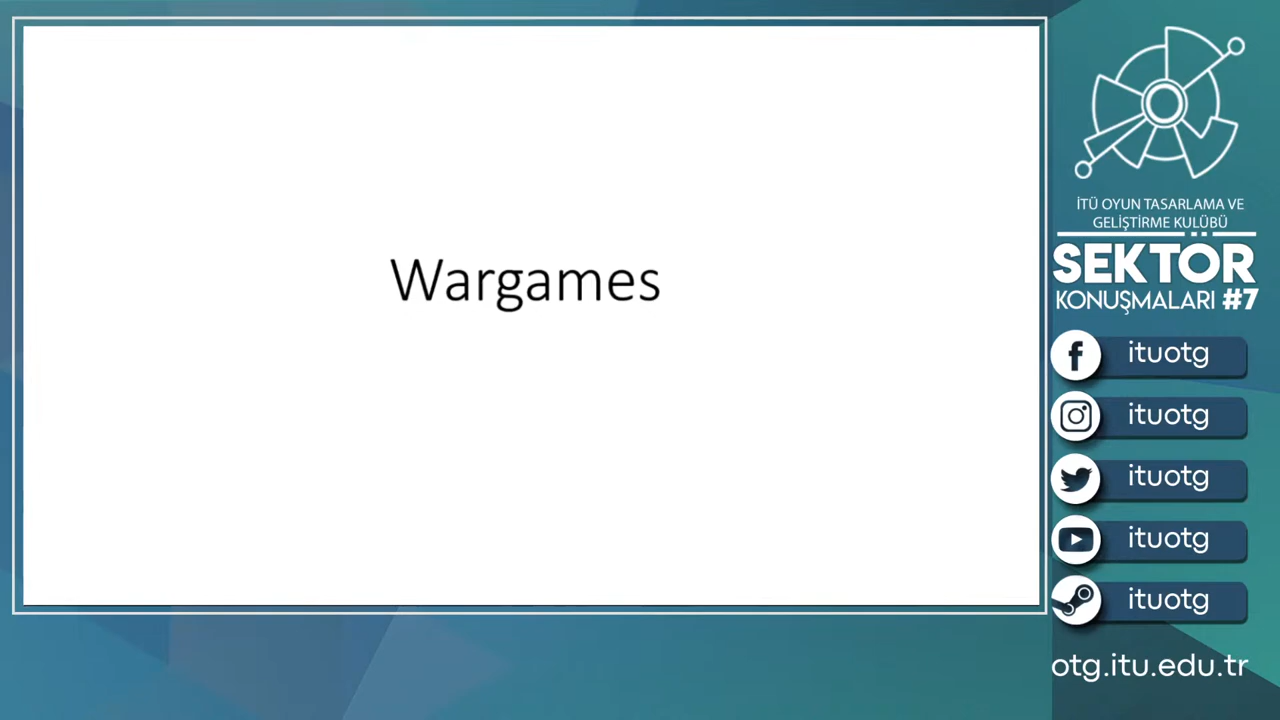 Wargames
İTÜ OYUN TASARLAMA VE
GELİŞTİRME KULÜBÜ
SEKTÖR
KONUŞMALARI #7
ituotg
ituotg
ituotg
ituotg
ituotg
otg.itu.edu.tr